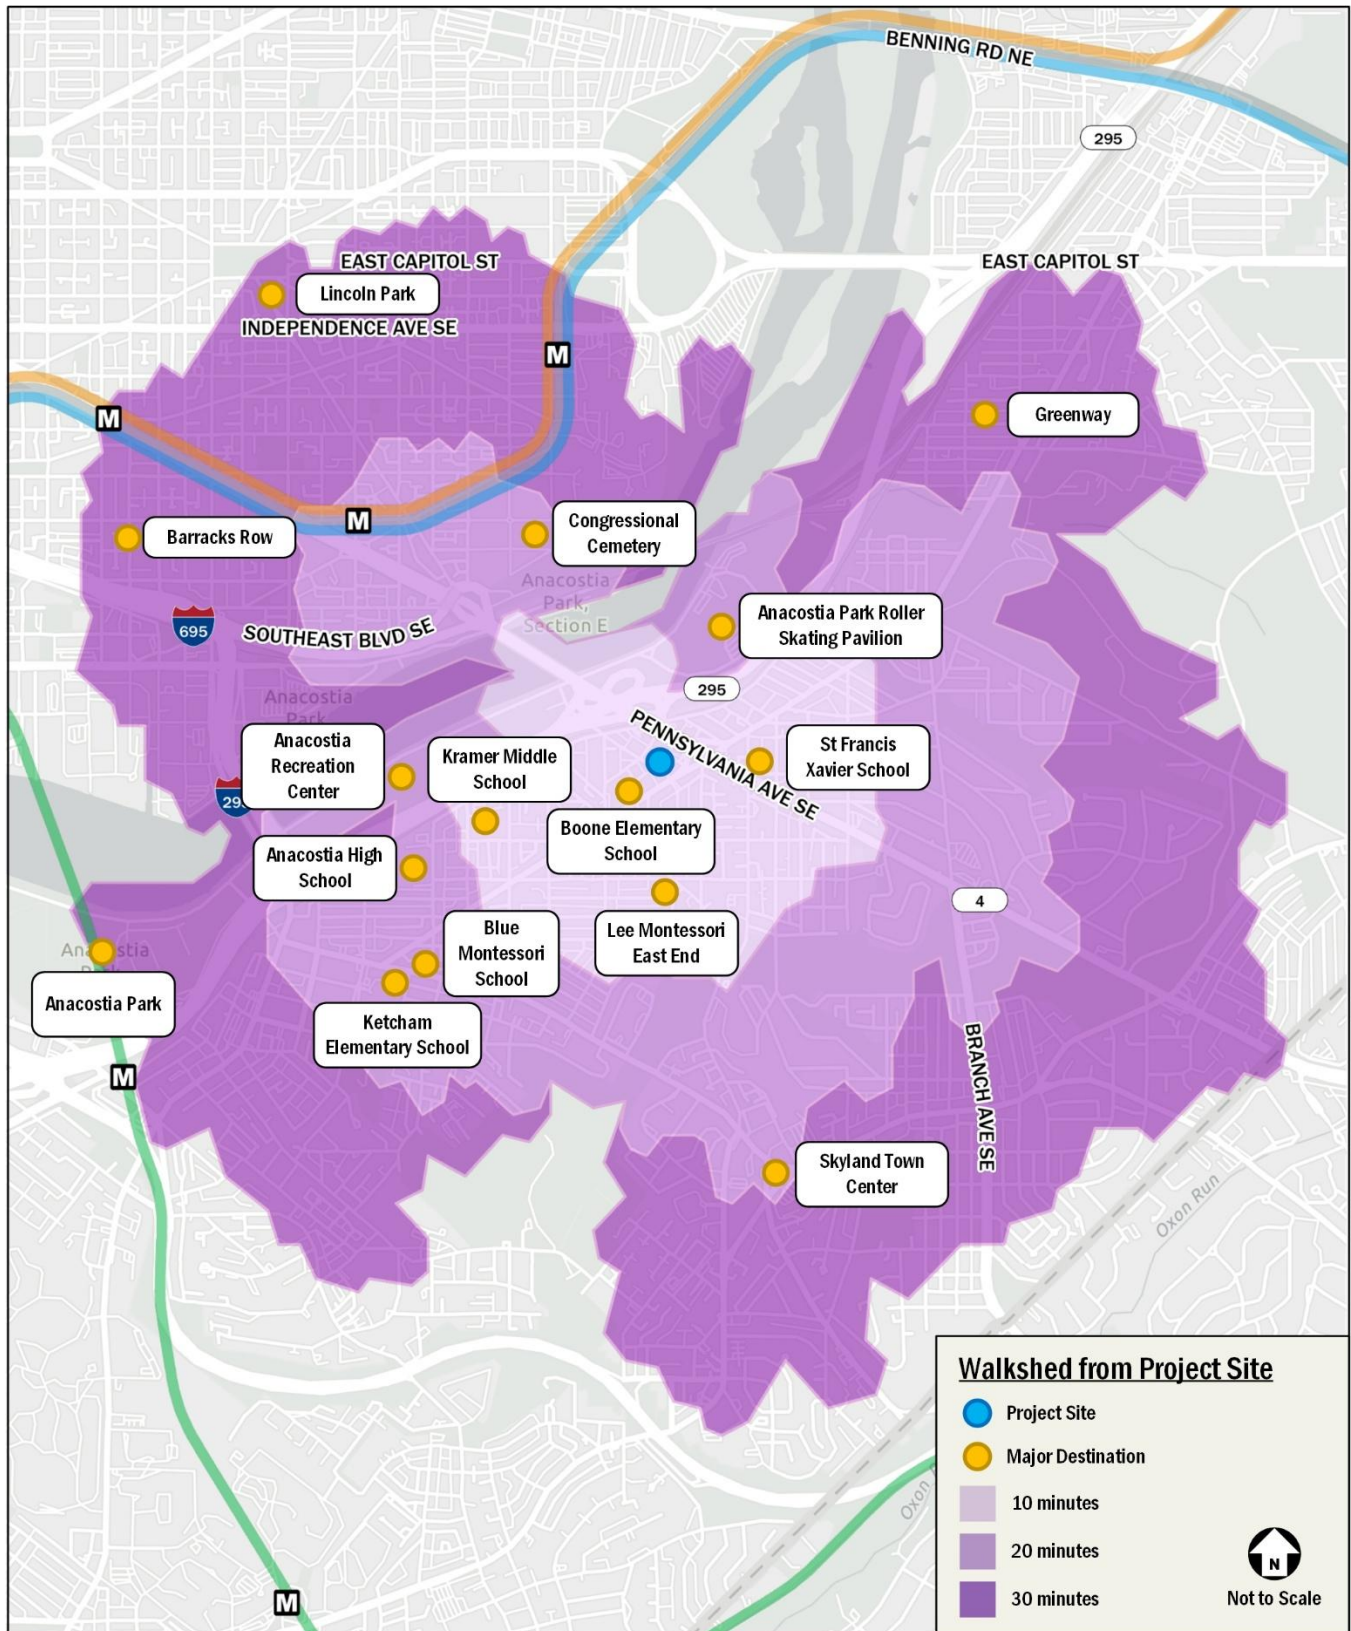 BENNING RD NE
295
EAST CAPITOL ST
EAST CAPITOL ST
Lincoln Park
INDEPENDENCE AVE SE
M
M
Greenway
M
Barracks Row
Congressional
Cemetery
Anacostia
Park,
Section E
695
SOUTHEAST BLVD SE
Anacostia Park Roller
Skating Pavilion
295
Anacostia
Park
PENNSYLVANIA AVE SE
Anacostia
Recreation
Center
Kramer Middle
School
St Francis
Xavier School
29
Boone Elementary
School
Anacostia High
School
4
Lee Montessori
East End
Blue
Montessori
School
Anacostia Park
Ketcham
Elementary School
M
BRANCH AVE SE
Skyland Town
Center
Oxon Run
Oxon
M
Walkshed from Project Site
Project Site
Major Destination
10 minutes
20 minutes
30 minutes
N
Not to Scale